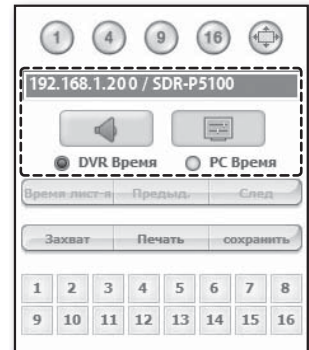 1 4 9 16
192.168.1.200 / SDR-P5100
DVR Время PC Время
Время лист-я Предыд. След
Захват Печать сохранить
1 2 3 4 5 6 7 8
9 10 11 12 13 14 15 16